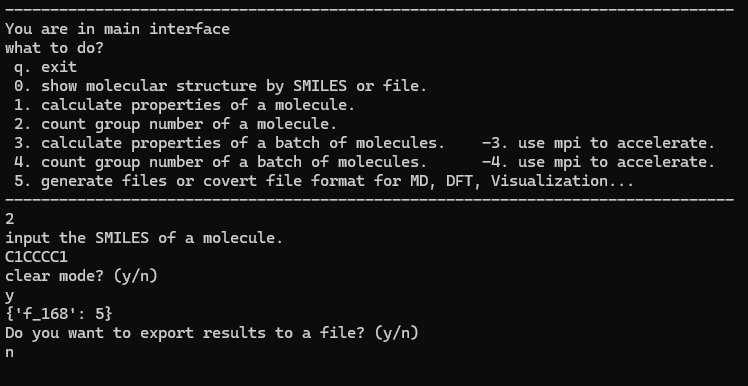 --------------------------------------------------------------------------------
You are in main interface
what to do?
 q. exit
 0. show molecular structure by SMILES or file.
 1. calculate properties of a molecule.
 2. count group number of a molecule.
 3. calculate properties of a batch of molecules.    -3. use mpi to accelerate.
 4. count group number of a batch of molecules.      -4. use mpi to accelerate.
 5. generate files or covert file format for MD, DFT, Visualization...
--------------------------------------------------------------------------------
2
input the SMILES of a molecule.
C1CCCC1
clear mode? (y/n)
y
{'f_168': 5}
Do you want to export results to a file? (y/n)
n